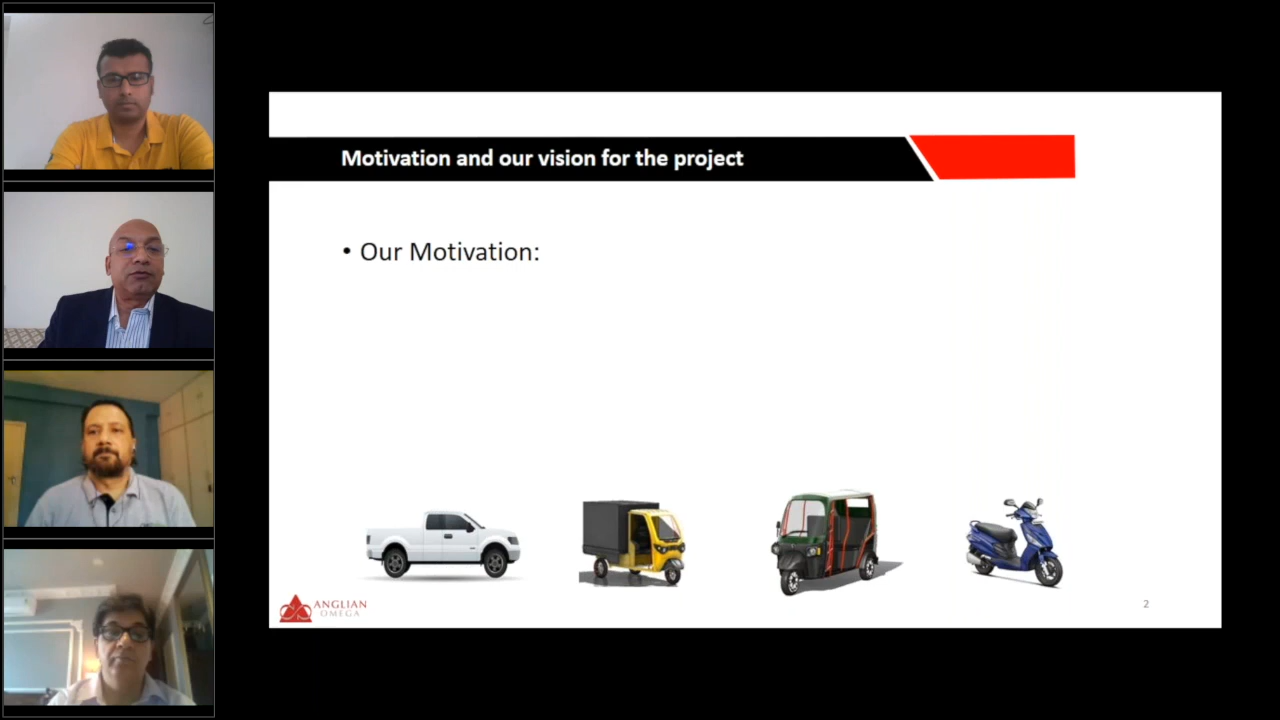 Motivation and our vision for the project
• Our Motivation:
ANGLIAN
OMEGA
2